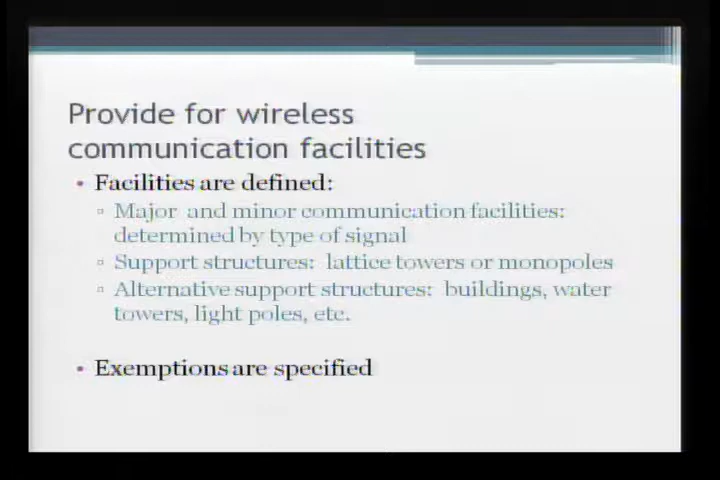 Provide for wireless
communication facilities
• Facilities are defined:
▫ Major and minor communication facilities:
determined by type of signal
▫ Support structures: lattice towers or monopoles
▫ Alternative support structures: buildings, water
towers, light poles, etc.
• Exemptions are specified